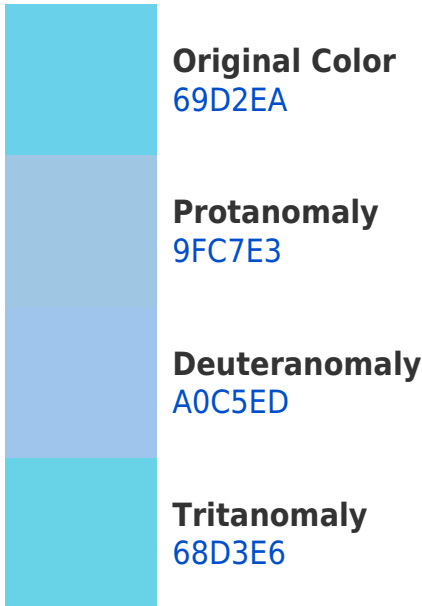 Original Color
69D2EA
Protanomaly
9FC7E3
Deuteranomaly
A0C5ED
Tritanomaly
68D3E6